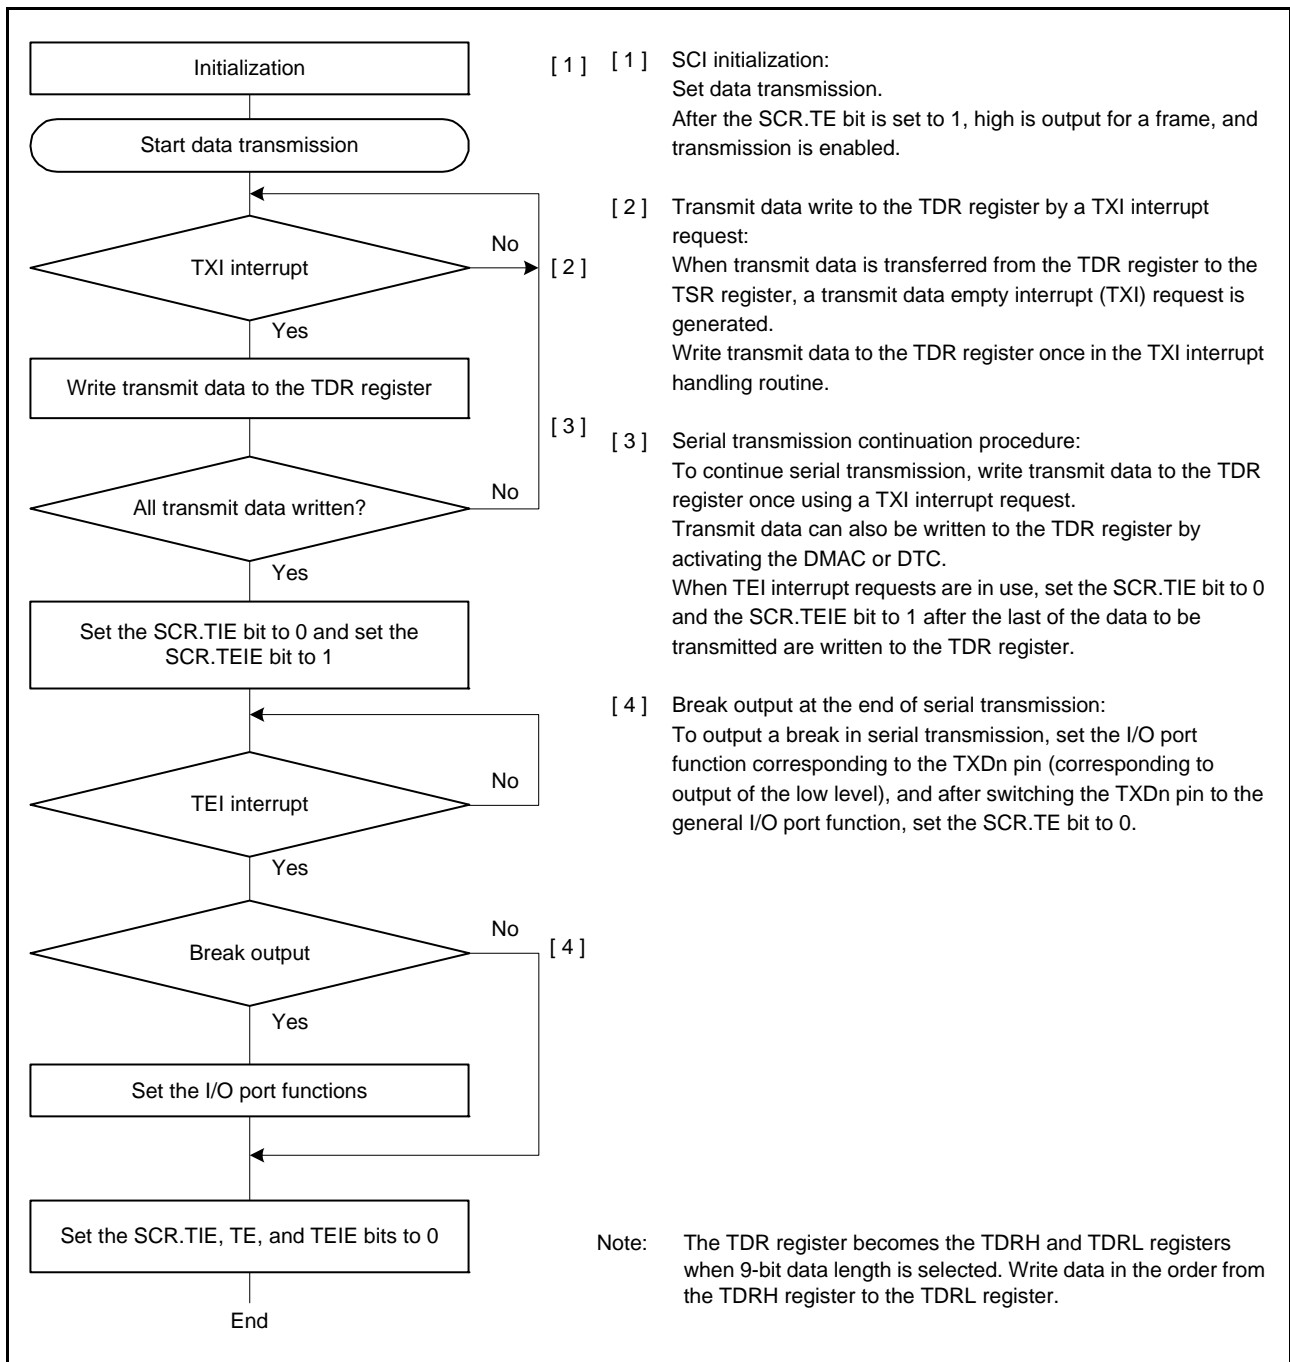 Initialization
[ 1 ]
Start data transmission
No
TXI interrupt
[ 2 ]
Yes
Write transmit data to the TDR register
[ 3 ]
No
All transmit data written?
Yes
Set the SCR.TIE bit to 0 and set the
SCR.TEIE bit to 1
No
TEI interrupt
Yes
No
Break output
[ 4 ]
Yes
Set the I/O port functions
Set the SCR.TIE, TE, and TEIE bits to 0
End
[ 1 ] SCI initialization:
Set data transmission.
After the SCR.TE bit is set to 1, high is output for a frame, and
transmission is enabled.
[ 2 ] Transmit data write to the TDR register by a TXI interrupt
request:
When transmit data is transferred from the TDR register to the
TSR register, a transmit data empty interrupt (TXI) request is
generated.
Write transmit data to the TDR register once in the TXI interrupt
handling routine.
[ 3 ] Serial transmission continuation procedure:
To continue serial transmission, write transmit data to the TDR
register once using a TXI interrupt request.
Transmit data can also be written to the TDR register by
activating the DMAC or DTC.
When TEI interrupt requests are in use, set the SCR.TIE bit to 0
and the SCR.TEIE bit to 1 after the last of the data to be
transmitted are written to the TDR register.
[ 4 ] Break output at the end of serial transmission:
To output a break in serial transmission, set the I/O port
function corresponding to the TXDn pin (corresponding to
output of the low level), and after switching the TXDn pin to the
general I/O port function, set the SCR.TE bit to 0.
Note: The TDR register becomes the TDRH and TDRL registers
when 9-bit data length is selected. Write data in the order from
the TDRH register to the TDRL register.